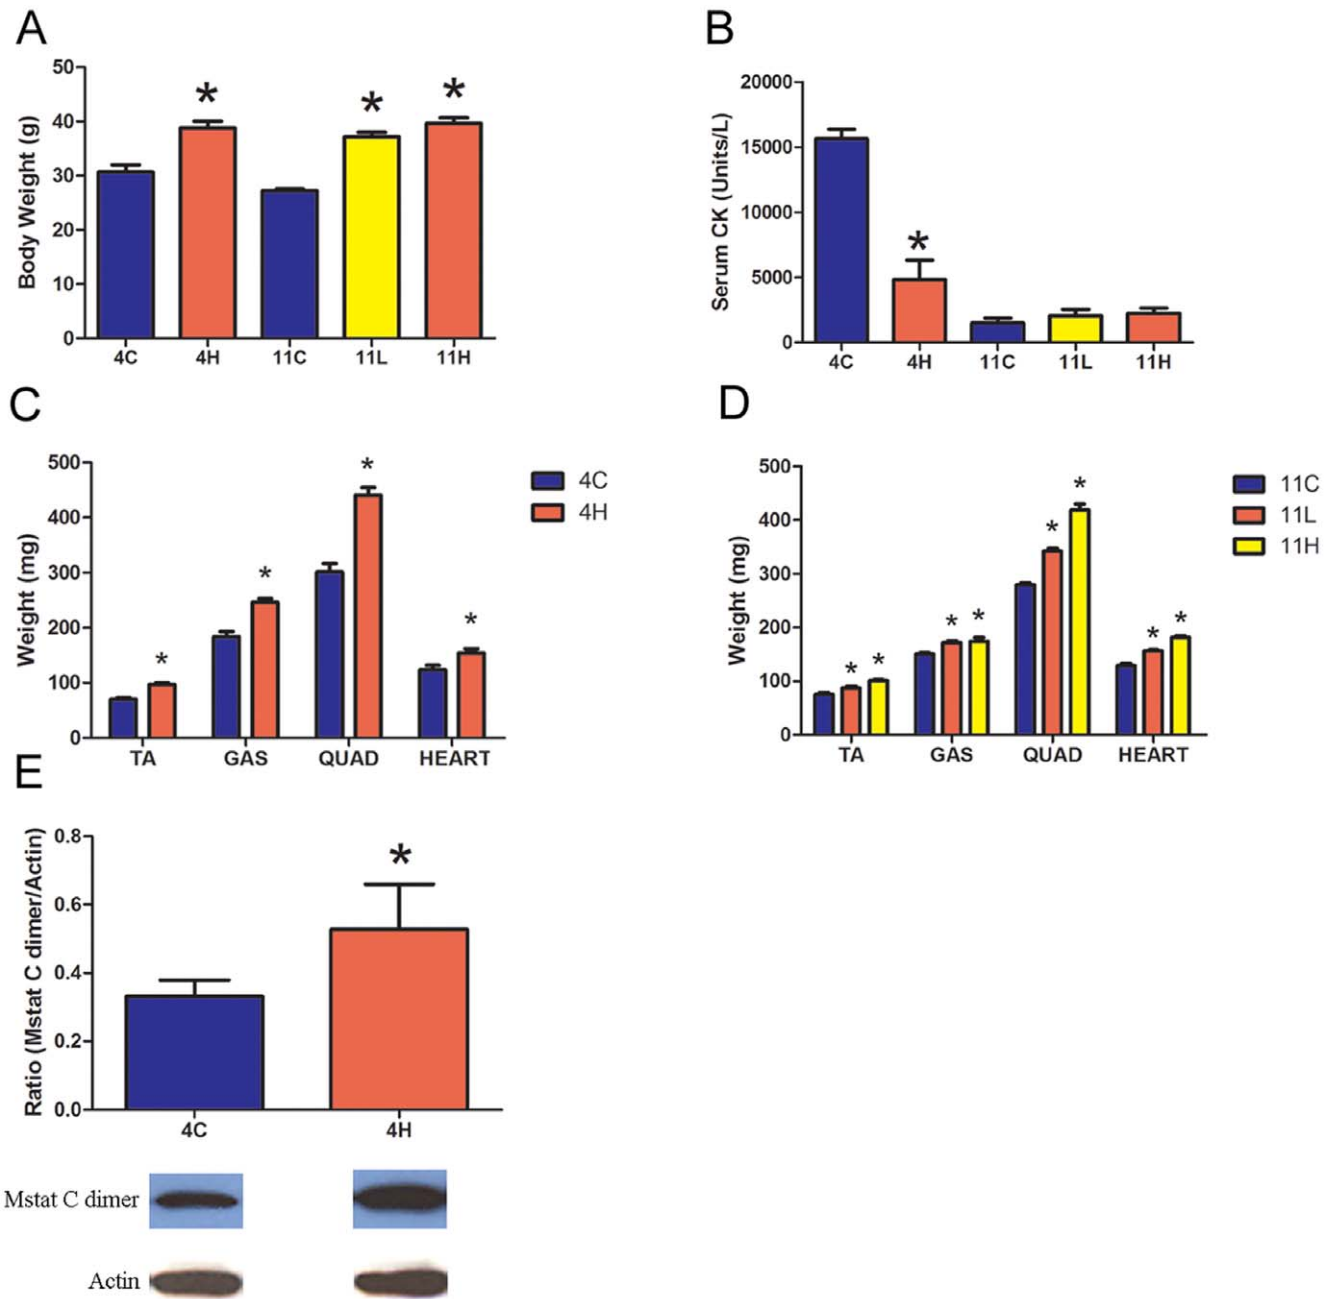 A
Body Weight (g)
50
40
30
20
10
0
* * *
4C 4H 11C 11L 11H
B
Serum CK (Units/L)
20000
15000
10000
5000
0
*
4C 4H 11C 11L 11H
C
Weight (mg)
500
400
300
200
100
0
* * * *
TA GAS QUAD HEART
4C
4H
D
Weight (mg)
500
400
300
200
100
0
* * * * * * * *
TA GAS QUAD HEART
11C
11L
11H
E
Ratio (Mstat C dimer/Actin)
0.8
0.6
0.4
0.2
0.0
*
4C 4H
Mstat C dimer
Actin